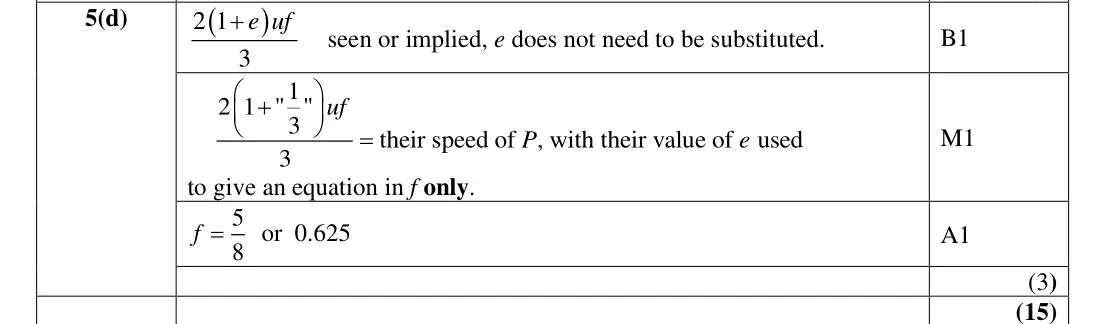 5(d)
2(1+e)uf / 3 seen or implied, e does not need to be substituted. B1
2(1+"1/3")uf / 3 = their speed of P, with their value of e used M1
to give an equation in f only.
f = 5/8 or 0.625 A1
(3)
(15)